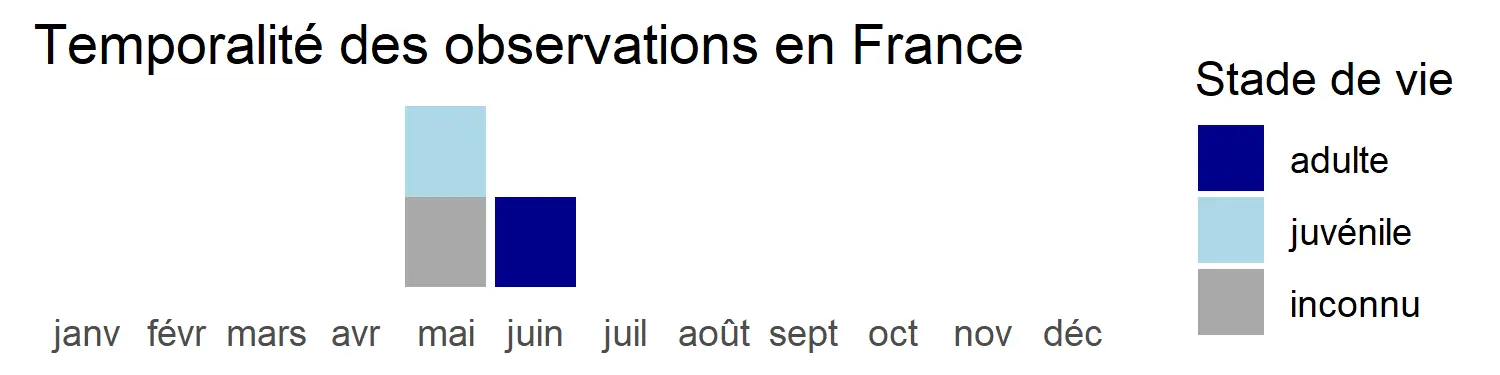 Temporalité des observations en France
janv févr mars avr mai juin juil août sept oct nov déc
Stade de vie
adulte
juvénile
inconnu